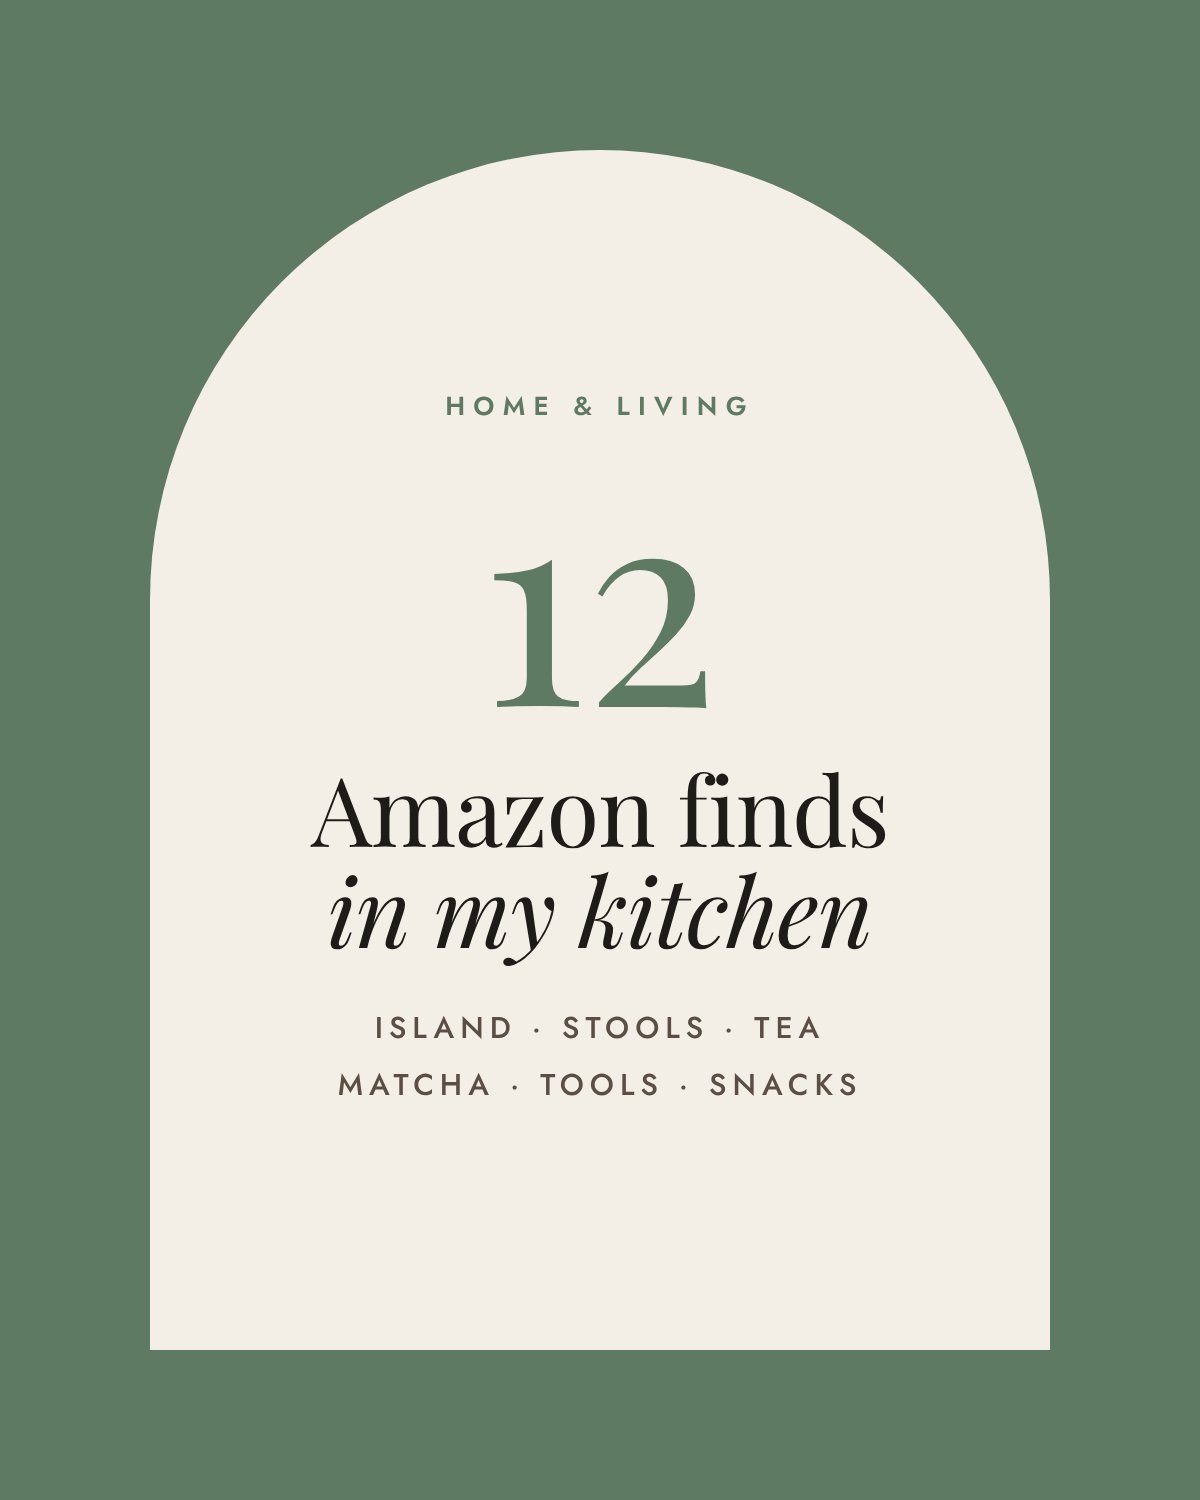 HOME & LIVING
12
Amazon finds
in my kitchen
ISLAND · STOOLS · TEA
MATCHA · TOOLS · SNACKS